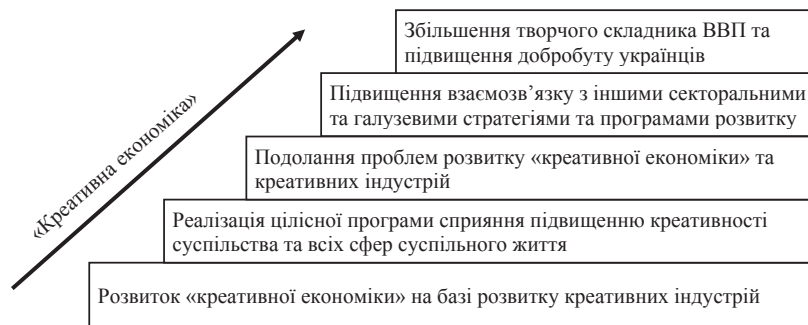 Збільшення творчого складника ВВП та
підвищення добробуту українців
Підвищення взаємозв’язку з іншими секторальними
та галузевими стратегіями та програмами розвитку
«Креативна економіка»
Подолання проблем розвитку «креативної економіки» та
креативних індустрій
Реалізація цілісної програми сприяння підвищенню креативності
суспільства та всіх сфер суспільного життя
Розвиток «креативної економіки» на базі розвитку креативних індустрій